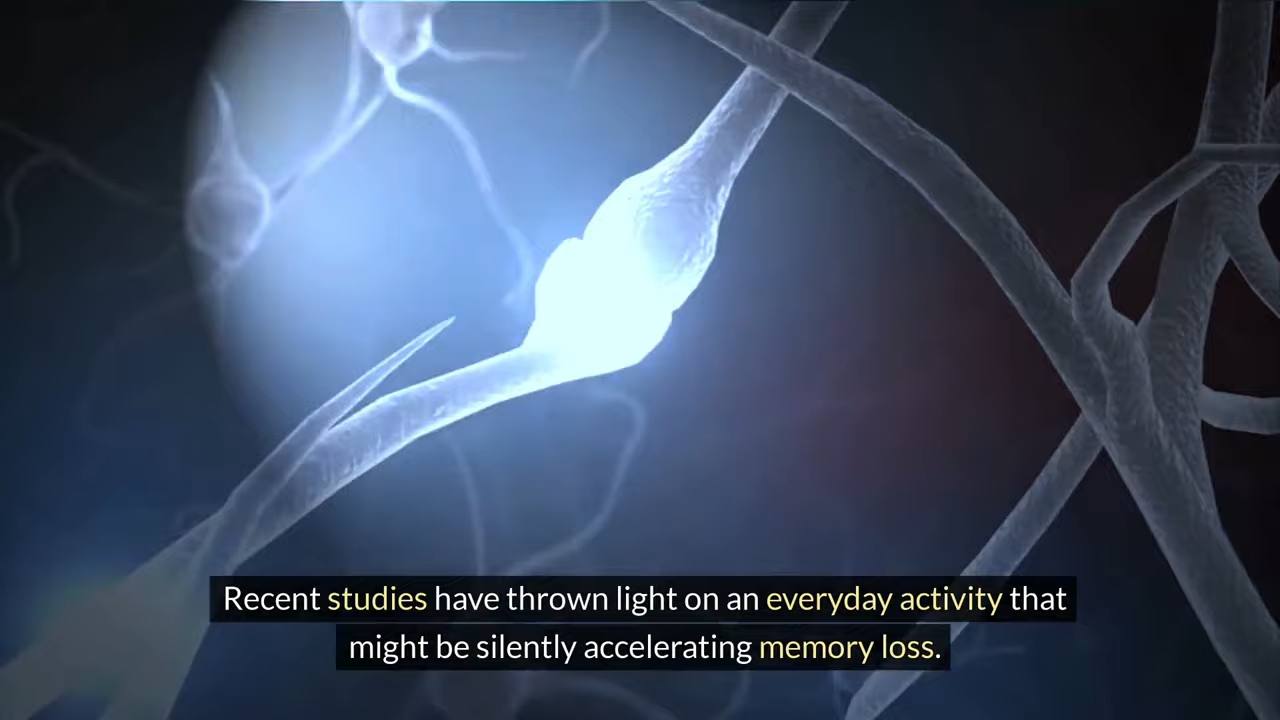 Recent studies have thrown light on an everyday activity that
might be silently accelerating memory loss.